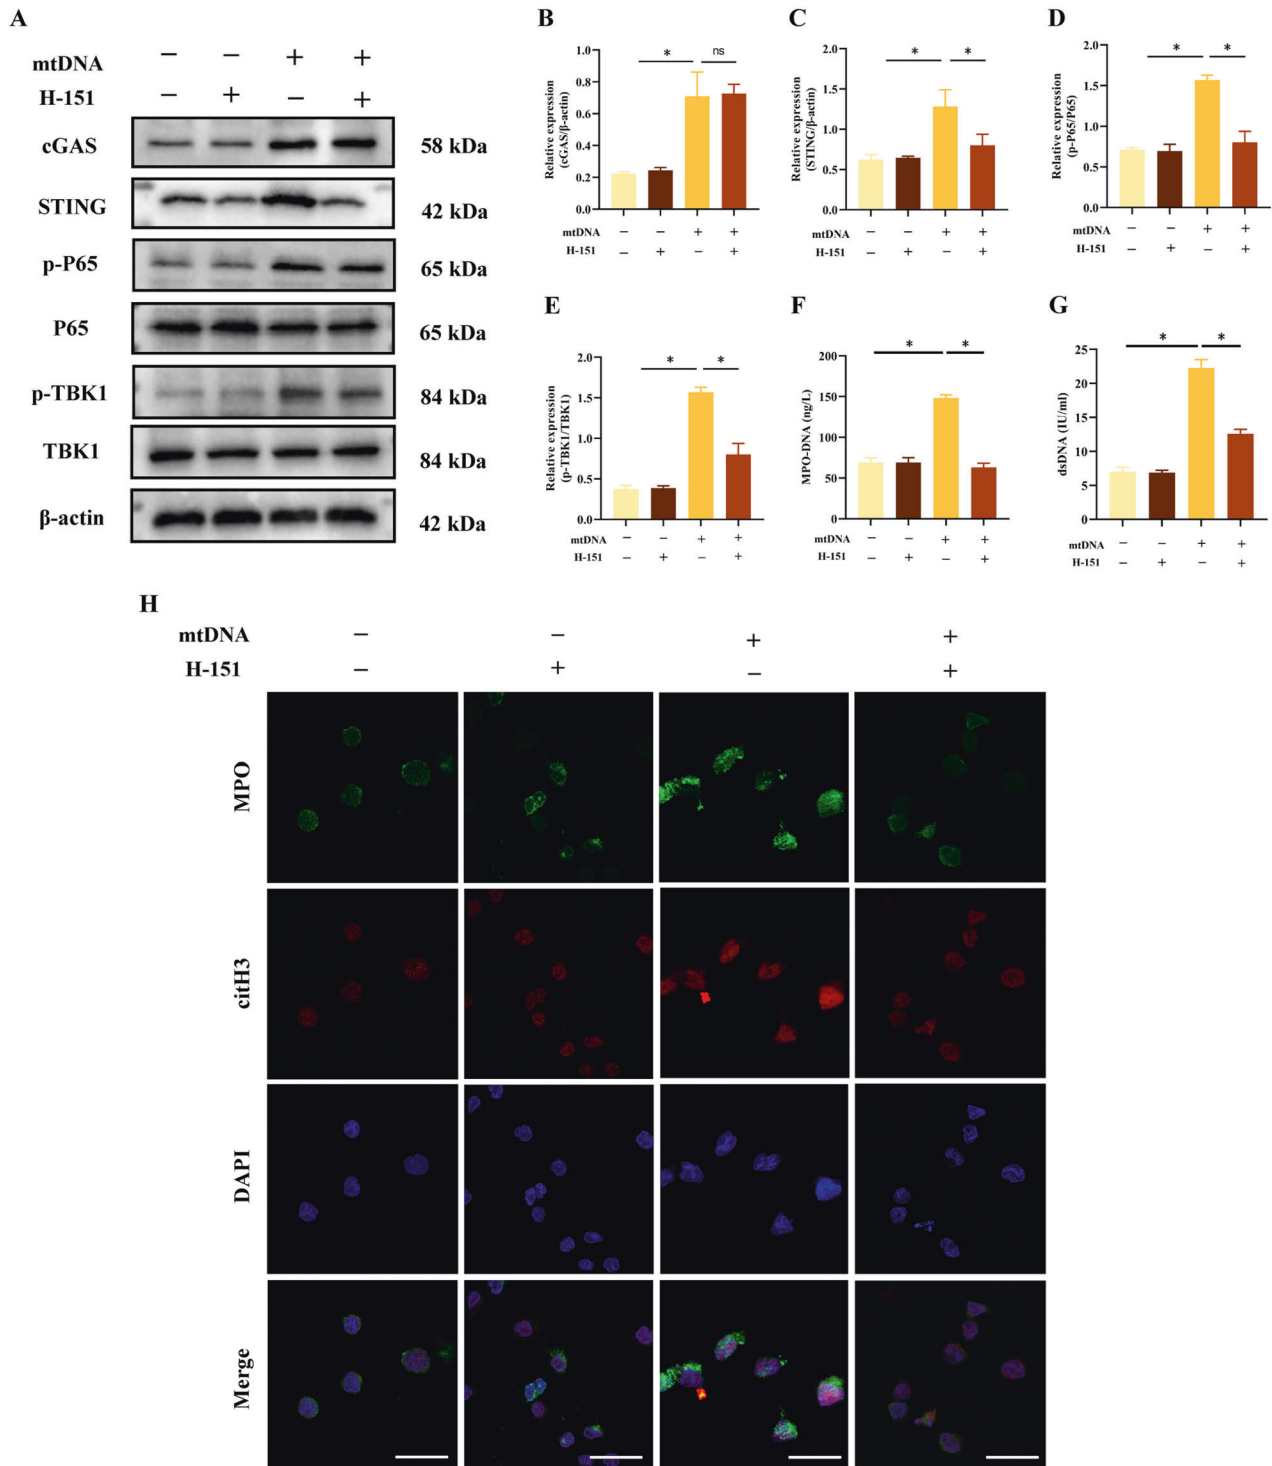 A
mtDNA − − + +
H-151 − + − +
cGAS 58 kDa
STING 42 kDa
p-P65 65 kDa
P65 65 kDa
p-TBK1 84 kDa
TBK1 84 kDa
β-actin 42 kDa
B
Relative expression
(cGAS/β-actin)
1.0
0.8
0.6
0.4
0.2
0.0
* ns
mtDNA − − + +
H-151 − + − +
C
Relative expression
(STING/β-actin)
2.0
1.5
1.0
0.5
0.0
* *
mtDNA − − + +
H-151 − + − +
D
Relative expression
(p-P65/P65)
2.0
1.5
1.0
0.5
0.0
* *
mtDNA − − + +
H-151 − + − +
E
Relative expression
(p-TBK1/TBK1)
2.0
1.5
1.0
0.5
0.0
* *
mtDNA − − + +
H-151 − + − +
F
MPO-DNA (ng/L)
200
150
100
50
0
* *
mtDNA − − + +
H-151 − + − +
G
dsDNA (IU/ml)
25
20
15
10
5
0
* *
mtDNA − − + +
H-151 − + − +
H
mtDNA − − + +
H-151 − + − +
MPO
citH3
DAPI
Merge